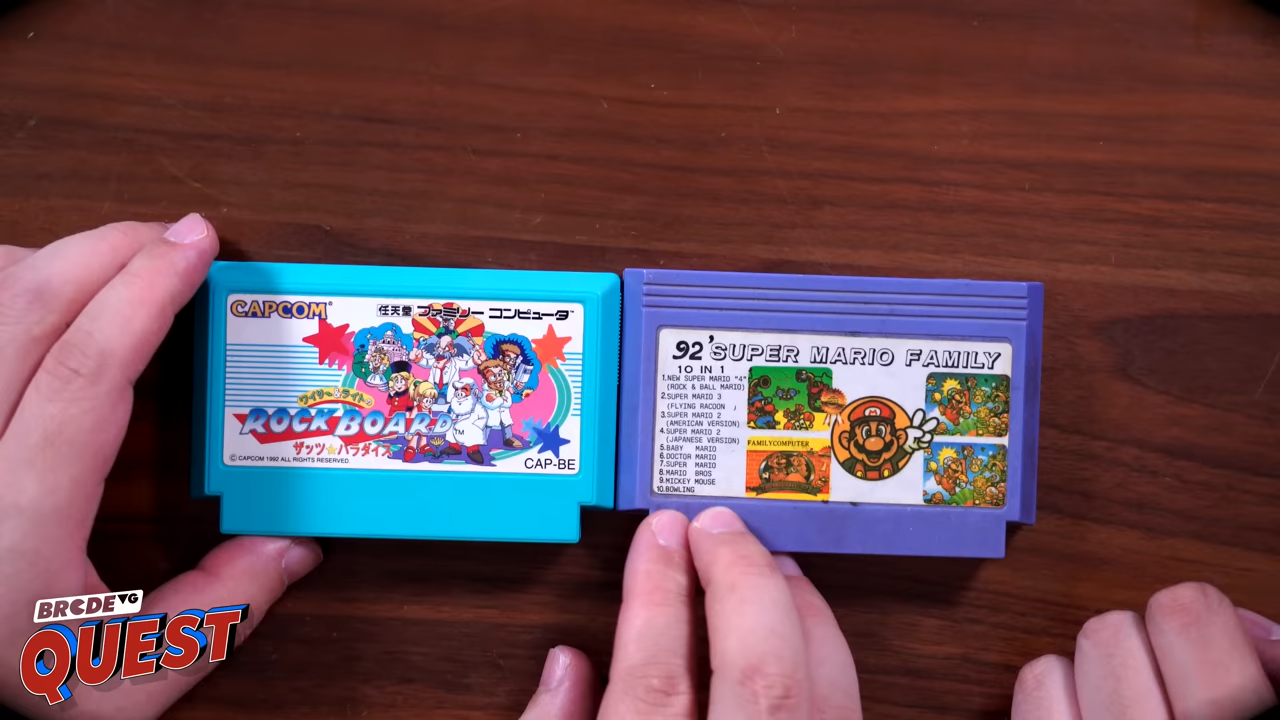 CAPCOM®
任天堂 ファミリー コンピュータ™
ワイリー&ライトの
ROCKBOARD™
ザッツ☆パラダイス
© CAPCOM 1992 ALL RIGHTS RESERVED.
CAP-BE
92'SUPER MARIO FAMILY
10 IN 1
1.NEW SUPER MARIO "4"
(ROCK & BALL MARIO)
2.SUPER MARIO 3
(FLYING RACOON )
3.SUPER MARIO 2
(AMERICAN VERSION)
4.SUPER MARIO 2
(JAPANESE VERSION)
5.BABY MARIO
6.DOCTOR MARIO
7.SUPER MARIO
8.MARIO BROS
9.MICKEY MOUSE
10.BOWLING
FAMILYCOMPUTER
BRCDE VG
QUEST